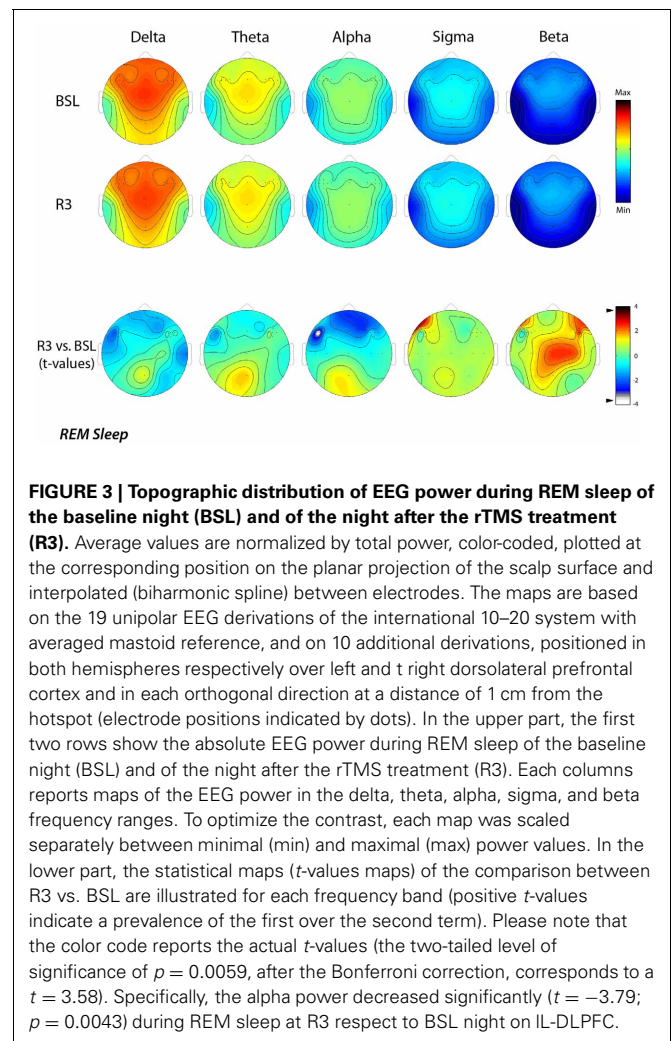 Delta Theta Alpha Sigma Beta
BSL
Max
R3
Min
R3 vs. BSL
(t-values)
4
2
0
-2
-4
REM Sleep
FIGURE 3 | Topographic distribution of EEG power during REM sleep of
the baseline night (BSL) and of the night after the rTMS treatment
(R3). Average values are normalized by total power, color-coded, plotted at
the corresponding position on the planar projection of the scalp surface and
interpolated (biharmonic spline) between electrodes. The maps are based
on the 19 unipolar EEG derivations of the international 10–20 system with
averaged mastoid reference, and on 10 additional derivations, positioned in
both hemispheres respectively over left and t right dorsolateral prefrontal
cortex and in each orthogonal direction at a distance of 1 cm from the
hotspot (electrode positions indicated by dots). In the upper part, the first
two rows show the absolute EEG power during REM sleep of the baseline
night (BSL) and of the night after the rTMS treatment (R3). Each columns
reports maps of the EEG power in the delta, theta, alpha, sigma, and beta
frequency ranges. To optimize the contrast, each map was scaled
separately between minimal (min) and maximal (max) power values. In the
lower part, the statistical maps (t-values maps) of the comparison between
R3 vs. BSL are illustrated for each frequency band (positive t-values
indicate a prevalence of the first over the second term). Please note that
the color code reports the actual t-values (the two-tailed level of
significance of p = 0.0059, after the Bonferroni correction, corresponds to a
t = 3.58). Specifically, the alpha power decreased significantly (t = −3.79;
p = 0.0043) during REM sleep at R3 respect to BSL night on lL-DLPFC.